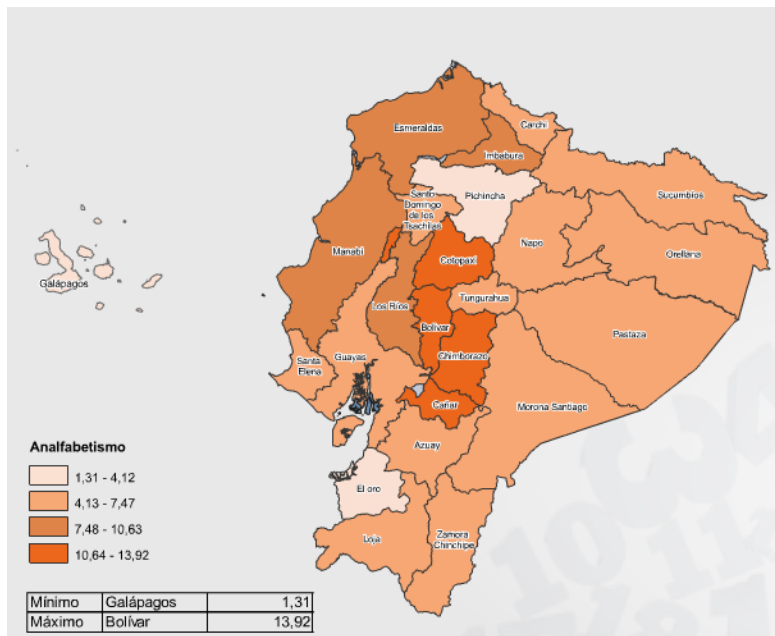 Carchi
Esmeraldas
Imbabura
Pichincha
Sucumbíos
Santo
Domingo
de los
Tsachilas
Napo
Orellana
Manabí
Cotopaxi
Galápagos
Tungurahua
Los Ríos
Bolívar
Pastaza
Guayas
Chimborazo
Santa
Elena
Cañar
Morona Santiago
Azuay
El oro
Loja
Zamora
Chinchipe
Analfabetismo
1,31 - 4,12
4,13 - 7,47
7,48 - 10,63
10,64 - 13,92
Mínimo Galápagos 1,31
Máximo Bolívar 13,92